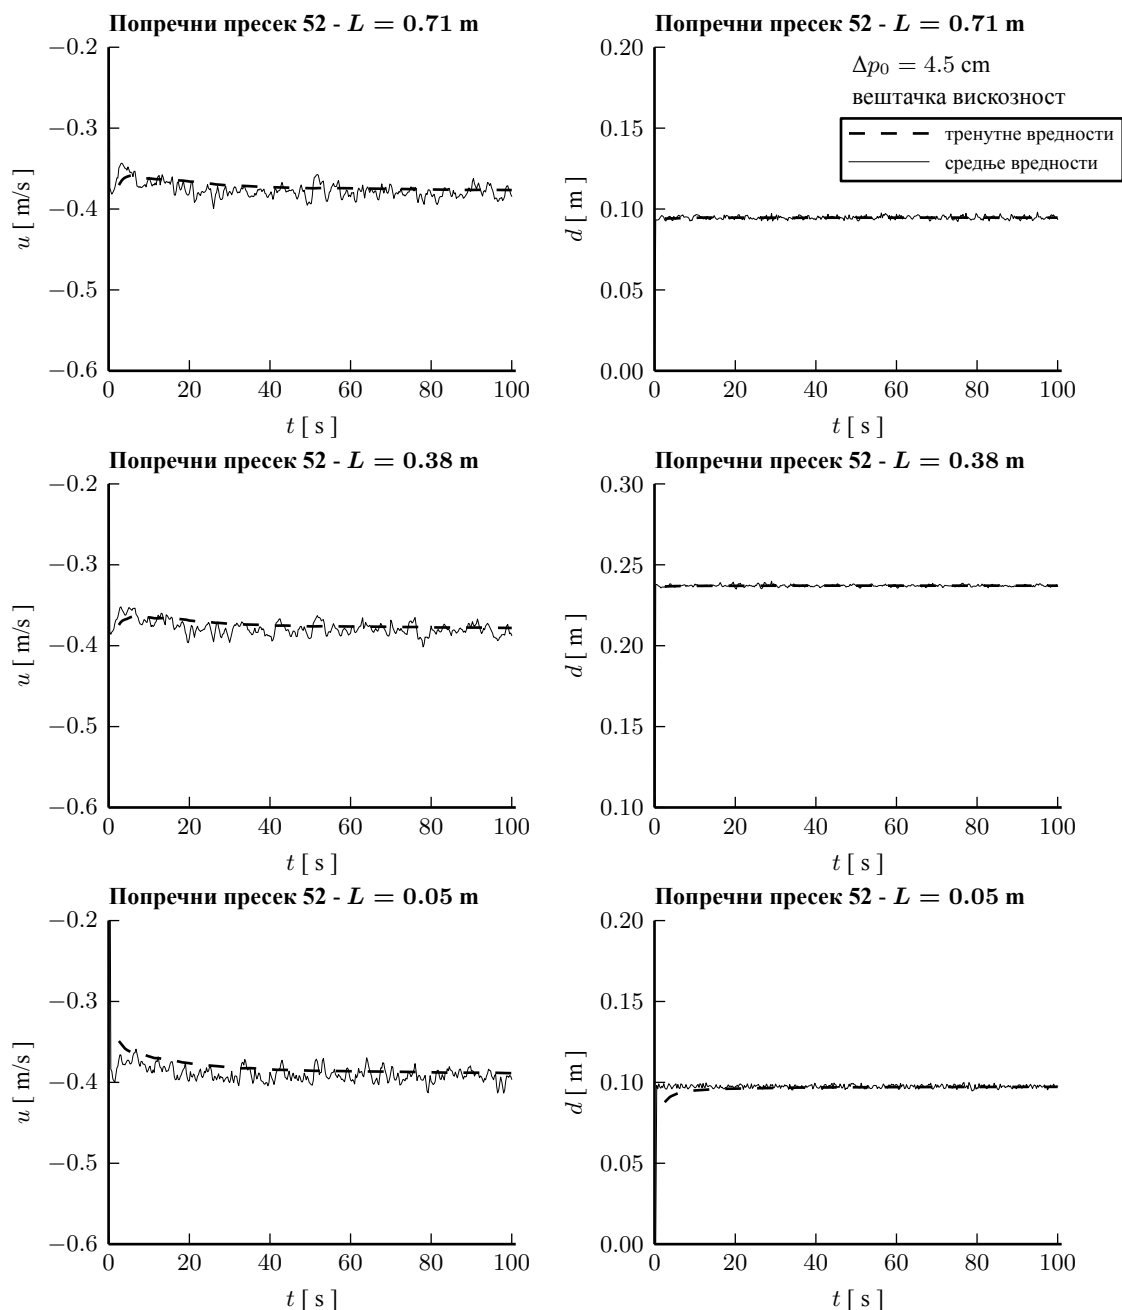 Попречни пресек 52 - L = 0.71 m
−0.2
−0.3
−0.4
−0.5
−0.6
u [ m/s ]
0 20 40 60 80 100
t [ s ]
Попречни пресек 52 - L = 0.71 m
0.20
0.15
0.10
0.05
0.00
d [ m ]
Δp₀ = 4.5 cm
вештачка вискозност
тренутне вредности
средње вредности
0 20 40 60 80 100
t [ s ]
Попречни пресек 52 - L = 0.38 m
−0.2
−0.3
−0.4
−0.5
−0.6
u [ m/s ]
0 20 40 60 80 100
t [ s ]
Попречни пресек 52 - L = 0.38 m
0.30
0.25
0.20
0.15
0.10
d [ m ]
0 20 40 60 80 100
t [ s ]
Попречни пресек 52 - L = 0.05 m
−0.2
−0.3
−0.4
−0.5
−0.6
u [ m/s ]
0 20 40 60 80 100
t [ s ]
Попречни пресек 52 - L = 0.05 m
0.20
0.15
0.10
0.05
0.00
d [ m ]
0 20 40 60 80 100
t [ s ]